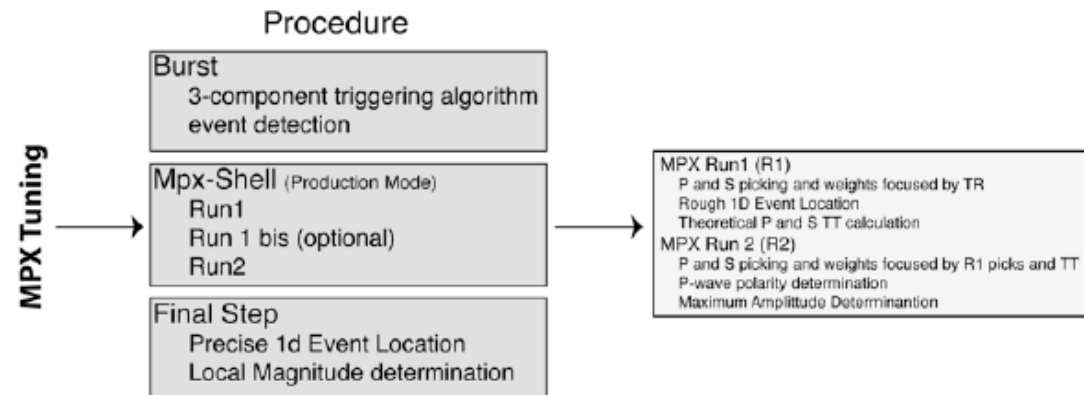 Procedure
MPX Tuning
Burst
3-component triggering algorithm
event detection
Mpx-Shell (Production Mode)
Run1
Run 1 bis (optional)
Run2
Final Step
Precise 1d Event Location
Local Magnitude determination
MPX Run1 (R1)
P and S picking and weights focused by TR
Rough 1D Event Location
Theoretical P and S TT calculation
MPX Run 2 (R2)
P and S picking and weights focused by R1 picks and TT
P-wave polarity determination
Maximum Amplittude Determinantion